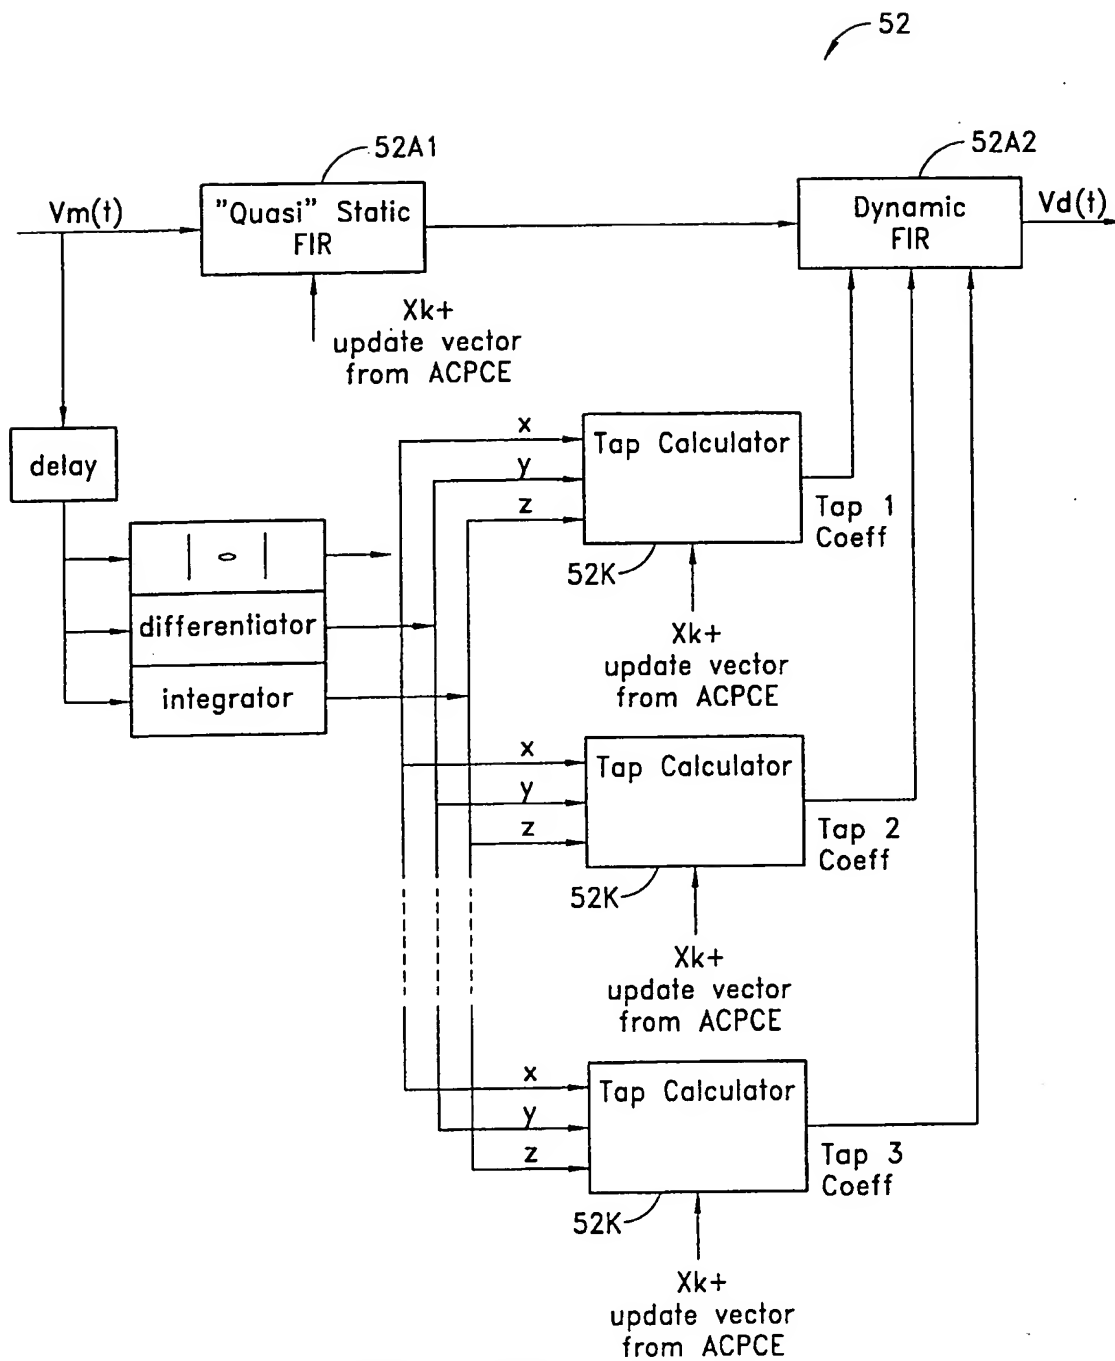 52
52A1
52A2
Vm(t)
"Quasi" Static
FIR
Dynamic
FIR
Vd(t)
Xk+
update vector
from ACPCE
delay
x
y
z
Tap Calculator
Tap 1
Coeff
52K
| o |
differentiator
integrator
Xk+
update vector
from ACPCE
x
y
z
Tap Calculator
Tap 2
Coeff
52K
Xk+
update vector
from ACPCE
x
y
z
Tap Calculator
Tap 3
Coeff
52K
Xk+
update vector
from ACPCE